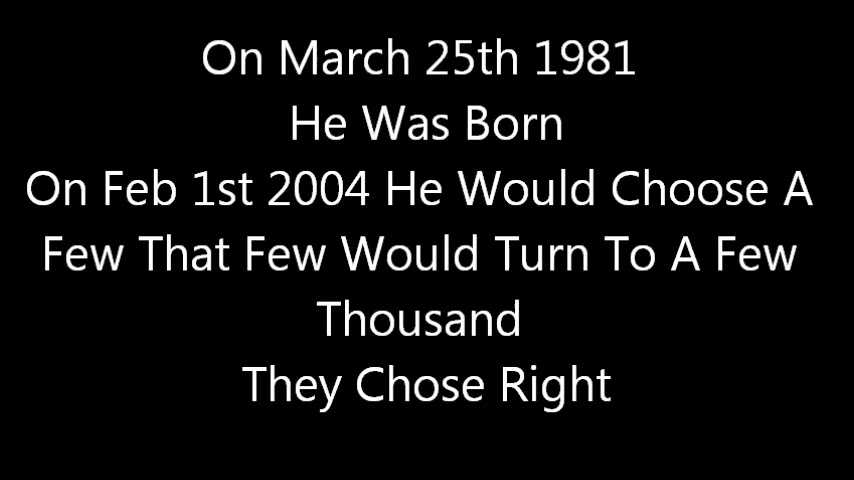 On March 25th 1981
He Was Born
On Feb 1st 2004 He Would Choose A
Few That Few Would Turn To A Few
Thousand
They Chose Right